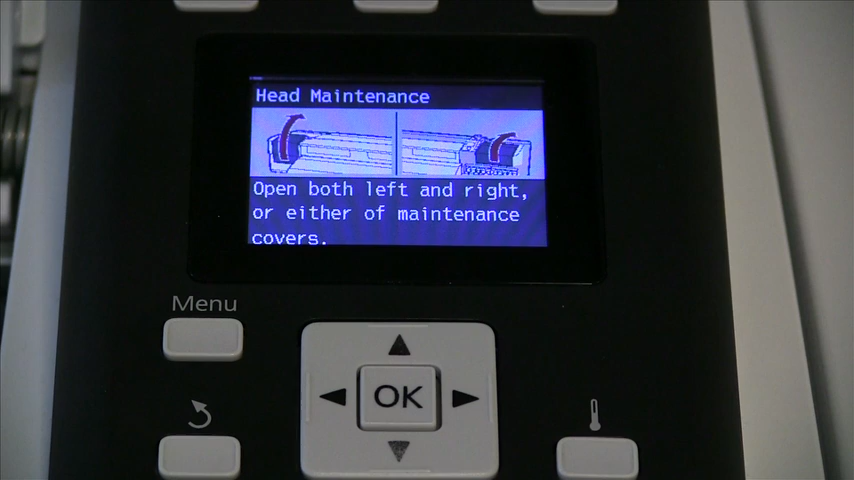 Head Maintenance
Open both left and right,
or either of maintenance
covers.
Menu
OK